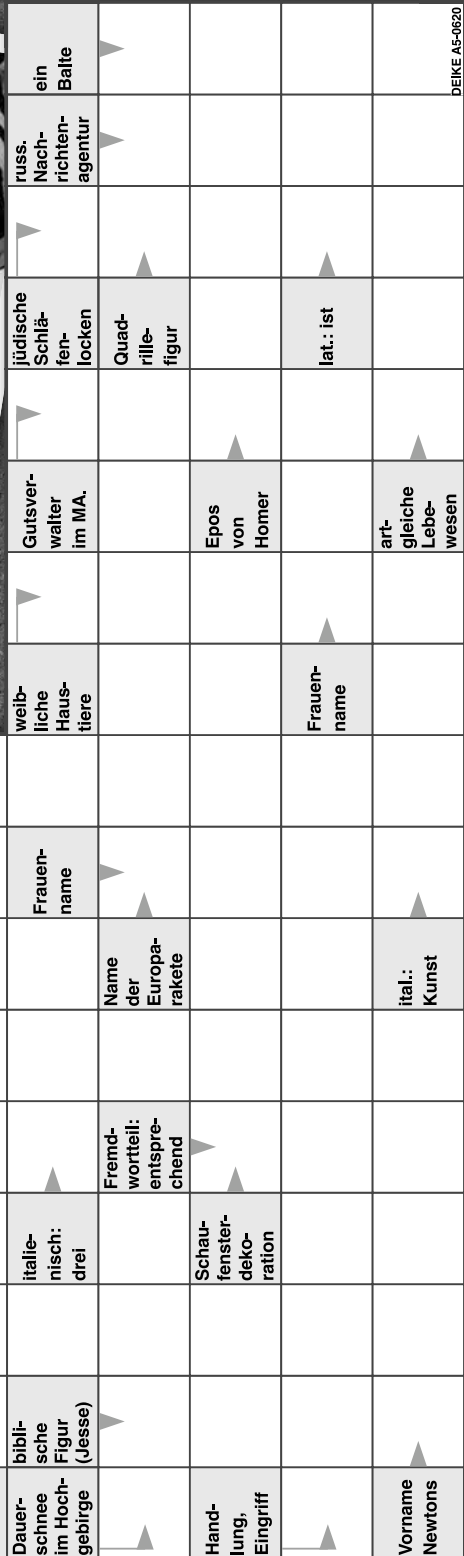 Dauer-
schnee
im Hoch-
gebirge
bibli-
sche
Figur
(Jesse)
italie-
nisch:
drei
Frauen-
name
weib-
liche
Haus-
tiere
Gutsver-
walter
im MA.
jüdische
Schlä-
fen-
locken
russ.
Nach-
richten-
agentur
ein
Balte
Fremd-
wortteil:
entspre-
chend
Name
der
Europa-
rakete
Quad-
rille-
figur
Hand-
lung,
Eingriff
Schau-
fenster-
deko-
ration
Epos
von
Homer
Frauen-
name
lat.: ist
Vorname
Newtons
ital.:
Kunst
art-
gleiche
Lebe-
wesen
DEIKE A5-0620